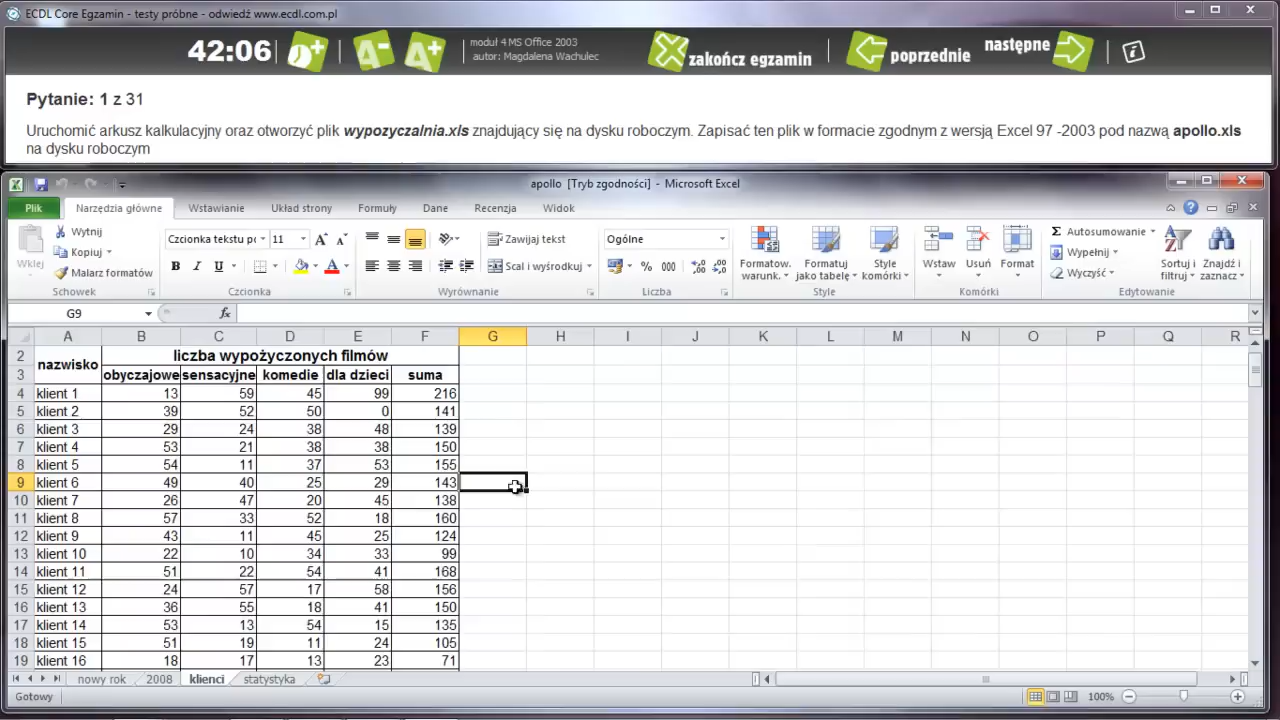 ECDL Core Egzamin - testy próbne - odwiedź www.ecdl.com.pl
42:06
A-
A+
moduł 4 MS Office 2003
autor: Magdalena Wachulec
zakończ egzamin
poprzednie
następne
Pytanie: 1 z 31
Uruchomić arkusz kalkulacyjny oraz otworzyć plik wypozyczalnia.xls znajdujący się na dysku roboczym. Zapisać ten plik w formacie zgodnym z wersją Excel 97 -2003 pod nazwą apollo.xls
na dysku roboczym
apollo [Tryb zgodności] - Microsoft Excel
Plik Narzędzia główne Wstawianie Układ strony Formuły Dane Recenzja Widok
Wklej
Wytnij
Kopiuj
Malarz formatów
Schowek
Czcionka tekstu po 11 A A
B I U A
Czcionka
Zawijaj tekst
Scal i wyśrodkuj
Wyrównanie
Ogólne
% 000 ,00 ,00
Liczba
Formatow. warunk.
Formatuj jako tabelę
Style komórki
Style
Wstaw Usuń Format
Komórki
Autosumowanie
Wypełnij
Wyczyść
Sortuj i filtruj
Znajdź i zaznacz
Edytowanie
G9 fx
A B C D E F G H I J K L M N O P Q R
2 nazwisko liczba wypożyczonych filmów
3 obyczajowe sensacyjne komedie dla dzieci suma
4 klient 1 13 59 45 99 216
5 klient 2 39 52 50 0 141
6 klient 3 29 24 38 48 139
7 klient 4 53 21 38 38 150
8 klient 5 54 11 37 53 155
9 klient 6 49 40 25 29 143
10 klient 7 26 47 20 45 138
11 klient 8 57 33 52 18 160
12 klient 9 43 11 45 25 124
13 klient 10 22 10 34 33 99
14 klient 11 51 22 54 41 168
15 klient 12 24 57 17 58 156
16 klient 13 36 55 18 41 150
17 klient 14 53 13 54 15 135
18 klient 15 51 19 11 24 105
19 klient 16 18 17 13 23 71
nowy rok 2008 klienci statystyka
Gotowy 100%